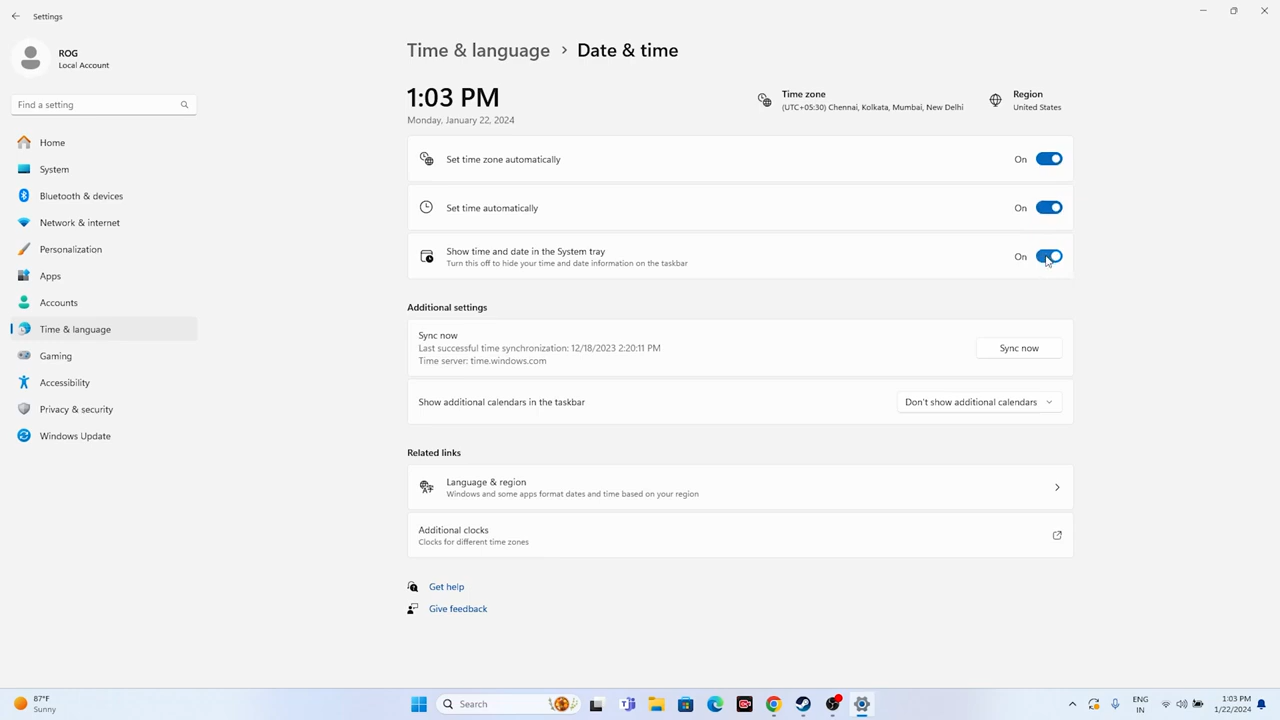 Settings
ROG
Local Account
Find a setting
Home
System
Bluetooth & devices
Network & internet
Personalization
Apps
Accounts
Time & language
Gaming
Accessibility
Privacy & security
Windows Update
Time & language > Date & time
1:03 PM
Monday, January 22, 2024
Time zone
(UTC+05:30) Chennai, Kolkata, Mumbai, New Delhi
Region
United States
Set time zone automatically
On
Set time automatically
On
Show time and date in the System tray
Turn this off to hide your time and date information on the taskbar
On
Additional settings
Sync now
Last successful time synchronization: 12/18/2023 2:20:11 PM
Time server: time.windows.com
Sync now
Show additional calendars in the taskbar
Don't show additional calendars
Related links
Language & region
Windows and some apps format dates and time based on your region
Additional clocks
Clocks for different time zones
Get help
Give feedback
87°F
Sunny
Search
ENG
IN
1:03 PM
1/22/2024